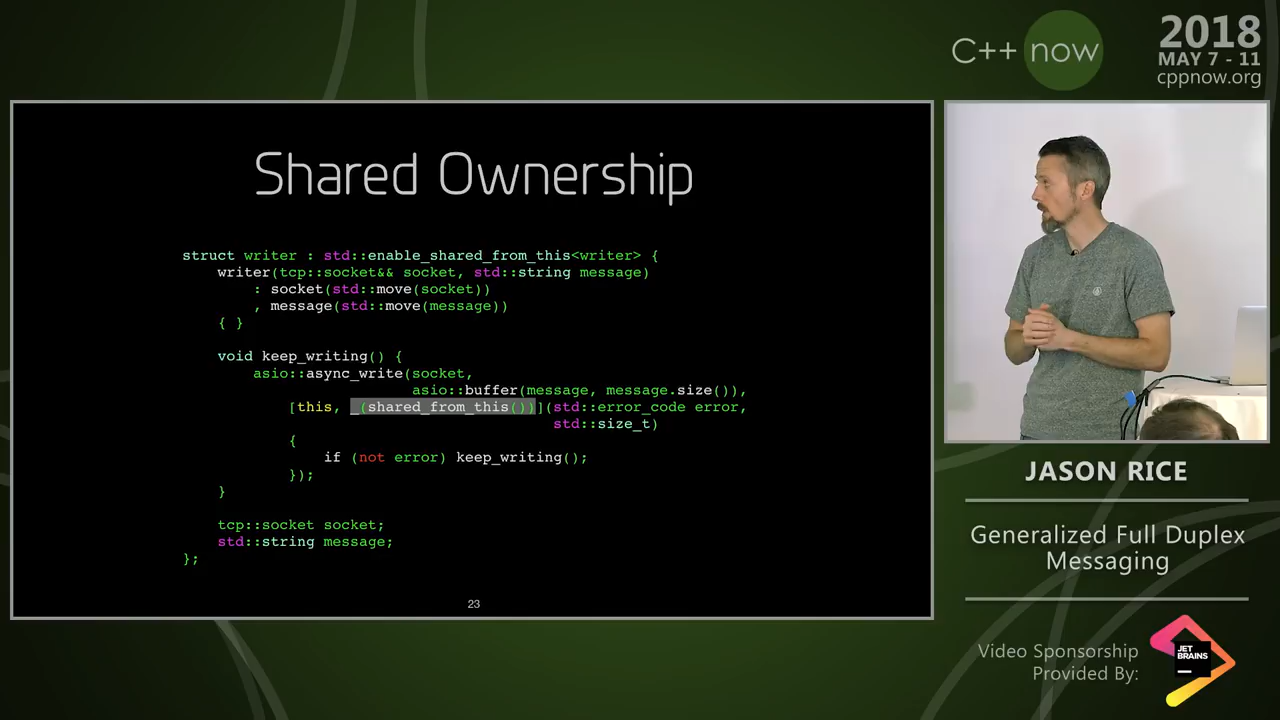 C++ now
2018
MAY 7 - 11
cppnow.org
Shared Ownership
struct writer : std::enable_shared_from_this<writer> {
writer(tcp::socket&& socket, std::string message)
: socket(std::move(socket))
, message(std::move(message))
{ }
void keep_writing() {
asio::async_write(socket,
asio::buffer(message, message.size()),
[this, _(shared_from_this())](std::error_code error,
std::size_t)
{
if (not error) keep_writing();
});
}
tcp::socket socket;
std::string message;
};
23
JASON RICE
Generalized Full Duplex
Messaging
Video Sponsorship
Provided By:
JET
BRAINS